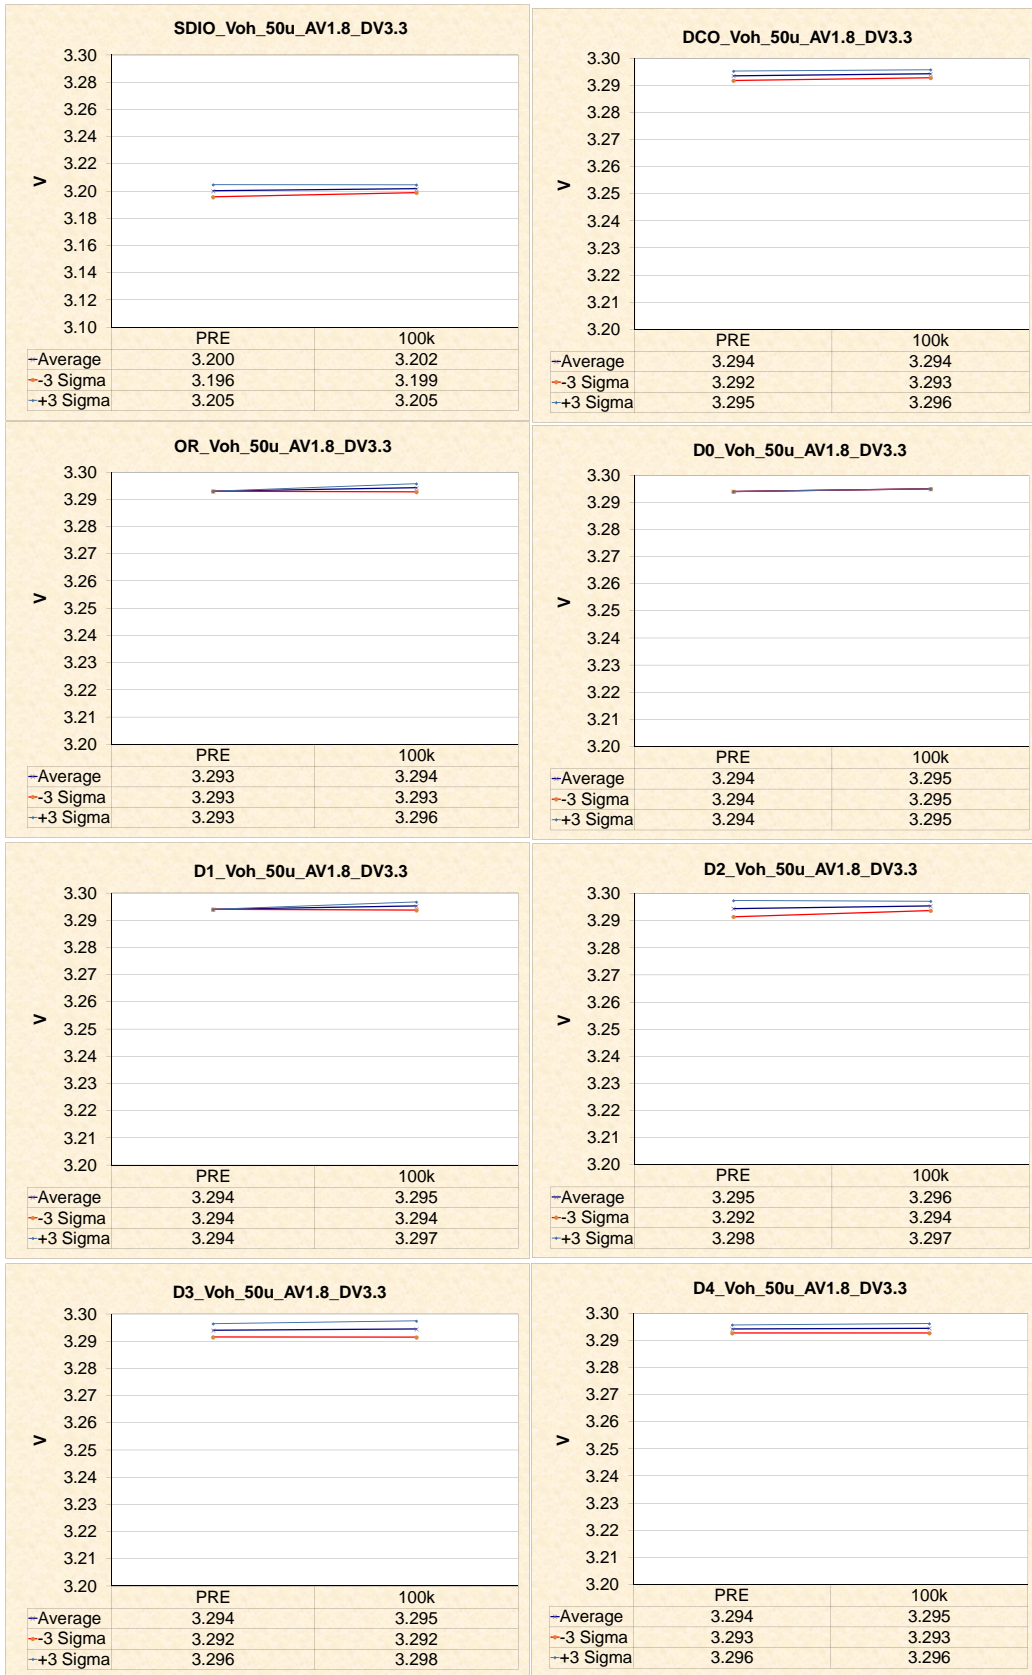 SDIO_Voh_50u_AV1.8_DV3.3
3.30
3.28
3.26
3.24
3.22
3.20
3.18
3.16
3.14
3.12
3.10
V
PRE 100k
Average 3.200 3.202
-3 Sigma 3.196 3.199
+3 Sigma 3.205 3.205
DCO_Voh_50u_AV1.8_DV3.3
3.30
3.29
3.28
3.27
3.26
3.25
3.24
3.23
3.22
3.21
3.20
V
PRE 100k
Average 3.294 3.294
-3 Sigma 3.292 3.293
+3 Sigma 3.295 3.296
OR_Voh_50u_AV1.8_DV3.3
3.30
3.29
3.28
3.27
3.26
3.25
3.24
3.23
3.22
3.21
3.20
V
PRE 100k
Average 3.293 3.294
-3 Sigma 3.293 3.293
+3 Sigma 3.293 3.296
D0_Voh_50u_AV1.8_DV3.3
3.30
3.29
3.28
3.27
3.26
3.25
3.24
3.23
3.22
3.21
3.20
V
PRE 100k
Average 3.294 3.295
-3 Sigma 3.294 3.295
+3 Sigma 3.294 3.295
D1_Voh_50u_AV1.8_DV3.3
3.30
3.29
3.28
3.27
3.26
3.25
3.24
3.23
3.22
3.21
3.20
V
PRE 100k
Average 3.294 3.295
-3 Sigma 3.294 3.294
+3 Sigma 3.294 3.297
D2_Voh_50u_AV1.8_DV3.3
3.30
3.29
3.28
3.27
3.26
3.25
3.24
3.23
3.22
3.21
3.20
V
PRE 100k
Average 3.295 3.296
-3 Sigma 3.292 3.294
+3 Sigma 3.298 3.297
D3_Voh_50u_AV1.8_DV3.3
3.30
3.29
3.28
3.27
3.26
3.25
3.24
3.23
3.22
3.21
3.20
V
PRE 100k
Average 3.294 3.295
-3 Sigma 3.292 3.292
+3 Sigma 3.296 3.298
D4_Voh_50u_AV1.8_DV3.3
3.30
3.29
3.28
3.27
3.26
3.25
3.24
3.23
3.22
3.21
3.20
V
PRE 100k
Average 3.294 3.295
-3 Sigma 3.293 3.293
+3 Sigma 3.296 3.296